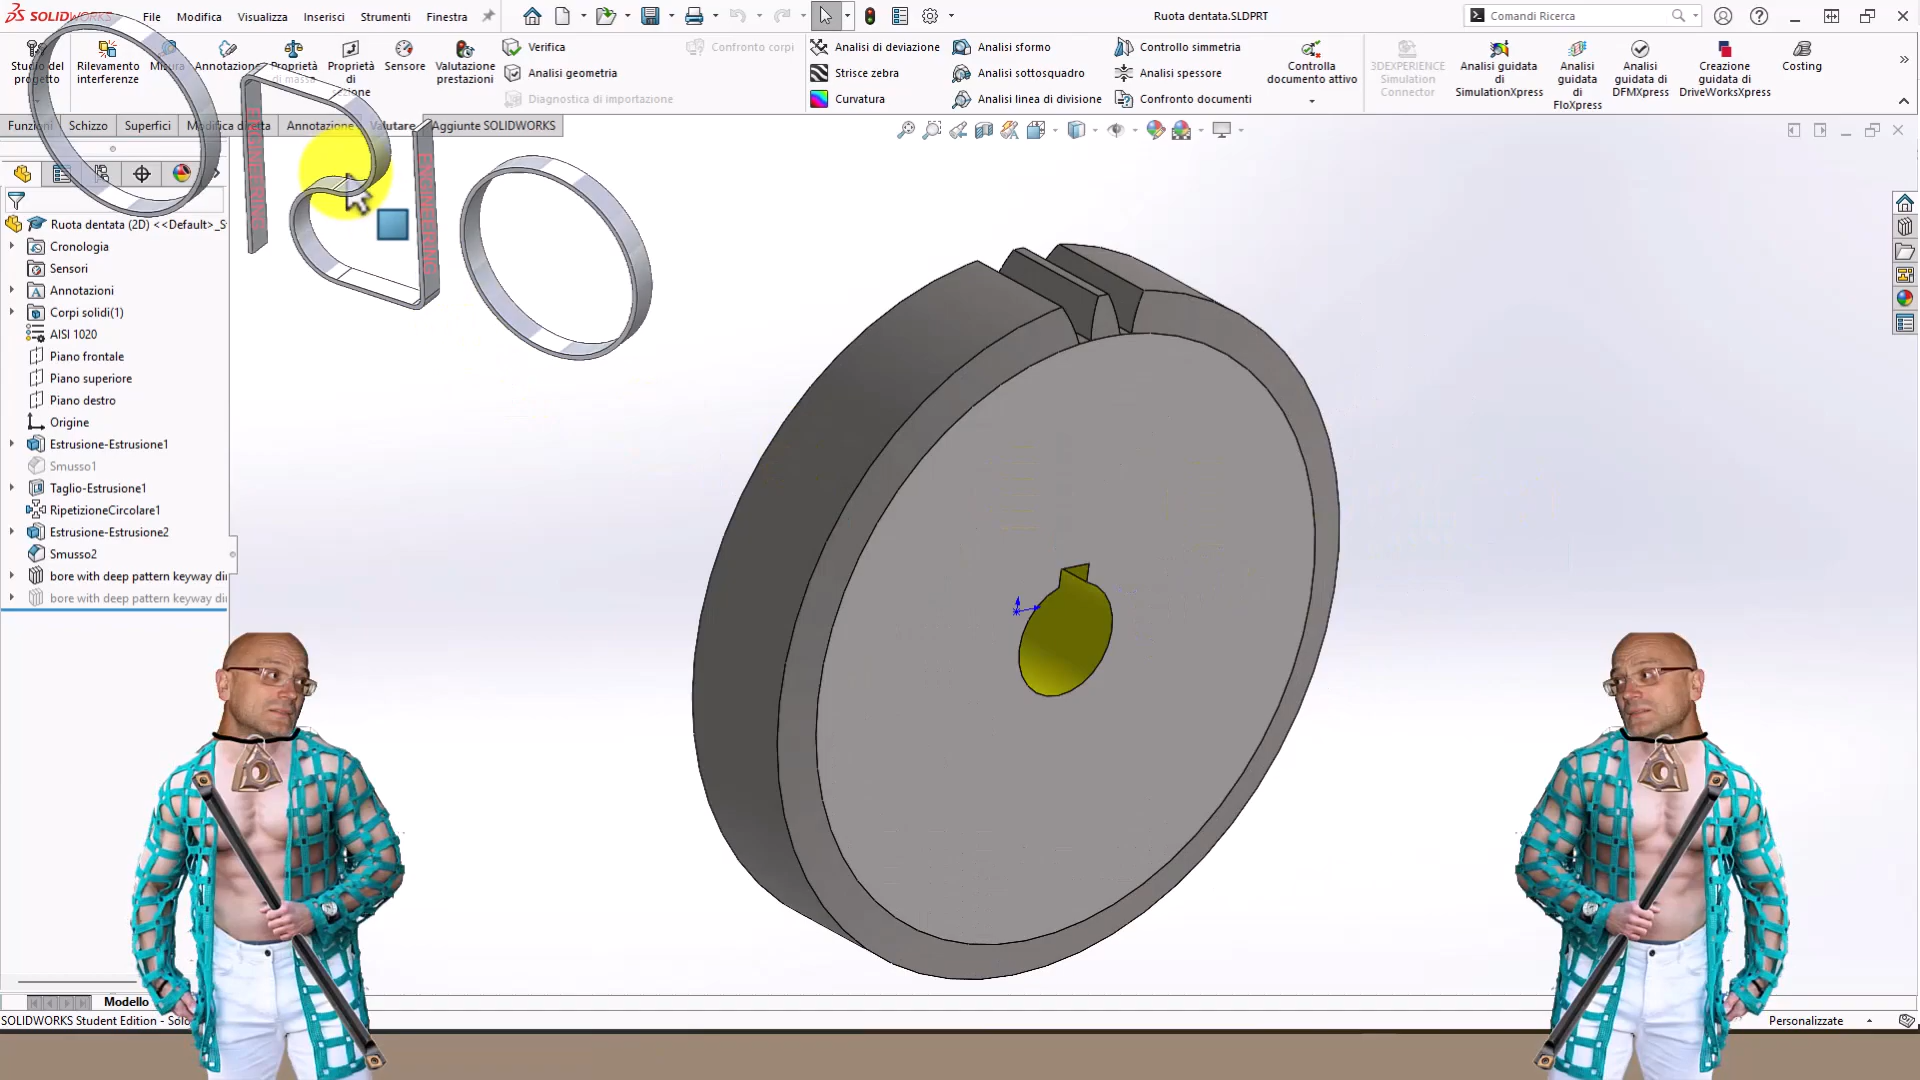 SOLIDWORKS
File
Modifica
Visualizza
Inserisci
Strumenti
Finestra
Ruota dentata.SLDPRT
Comandi Ricerca
Studio del progetto
Rilevamento interferenze
Misura
Annotazione
Proprietà di massa
Proprietà di sezione
Sensore
Valutazione prestazioni
Verifica
Analisi geometria
Diagnostica di importazione
Confronto corpi
Analisi di deviazione
Strisce zebra
Curvatura
Analisi sformo
Analisi sottosquadro
Analisi linea di divisione
Controllo simmetria
Analisi spessore
Confronto documenti
Controlla documento attivo
3DEXPERIENCE Simulation Connector
Analisi guidata di SimulationXpress
Analisi guidata di FloXpress
Analisi guidata di DFMXpress
Creazione guidata di DriveWorksXpress
Costing
Funzioni
Schizzo
Superfici
Modifica diretta
Annotazione
Valutare
Aggiunte SOLIDWORKS
ENGINEERING
ENGINEERING
Ruota dentata (2D) <<Default>_S
Cronologia
Sensori
Annotazioni
Corpi solidi(1)
AISI 1020
Piano frontale
Piano superiore
Piano destro
Origine
Estrusione-Estrusione1
Smusso1
Taglio-Estrusione1
RipetizioneCircolare1
Estrusione-Estrusione2
Smusso2
bore with deep pattern keyway di
bore with deep pattern keyway di
Modello
SOLIDWORKS Student Edition - Solo
Personalizzate